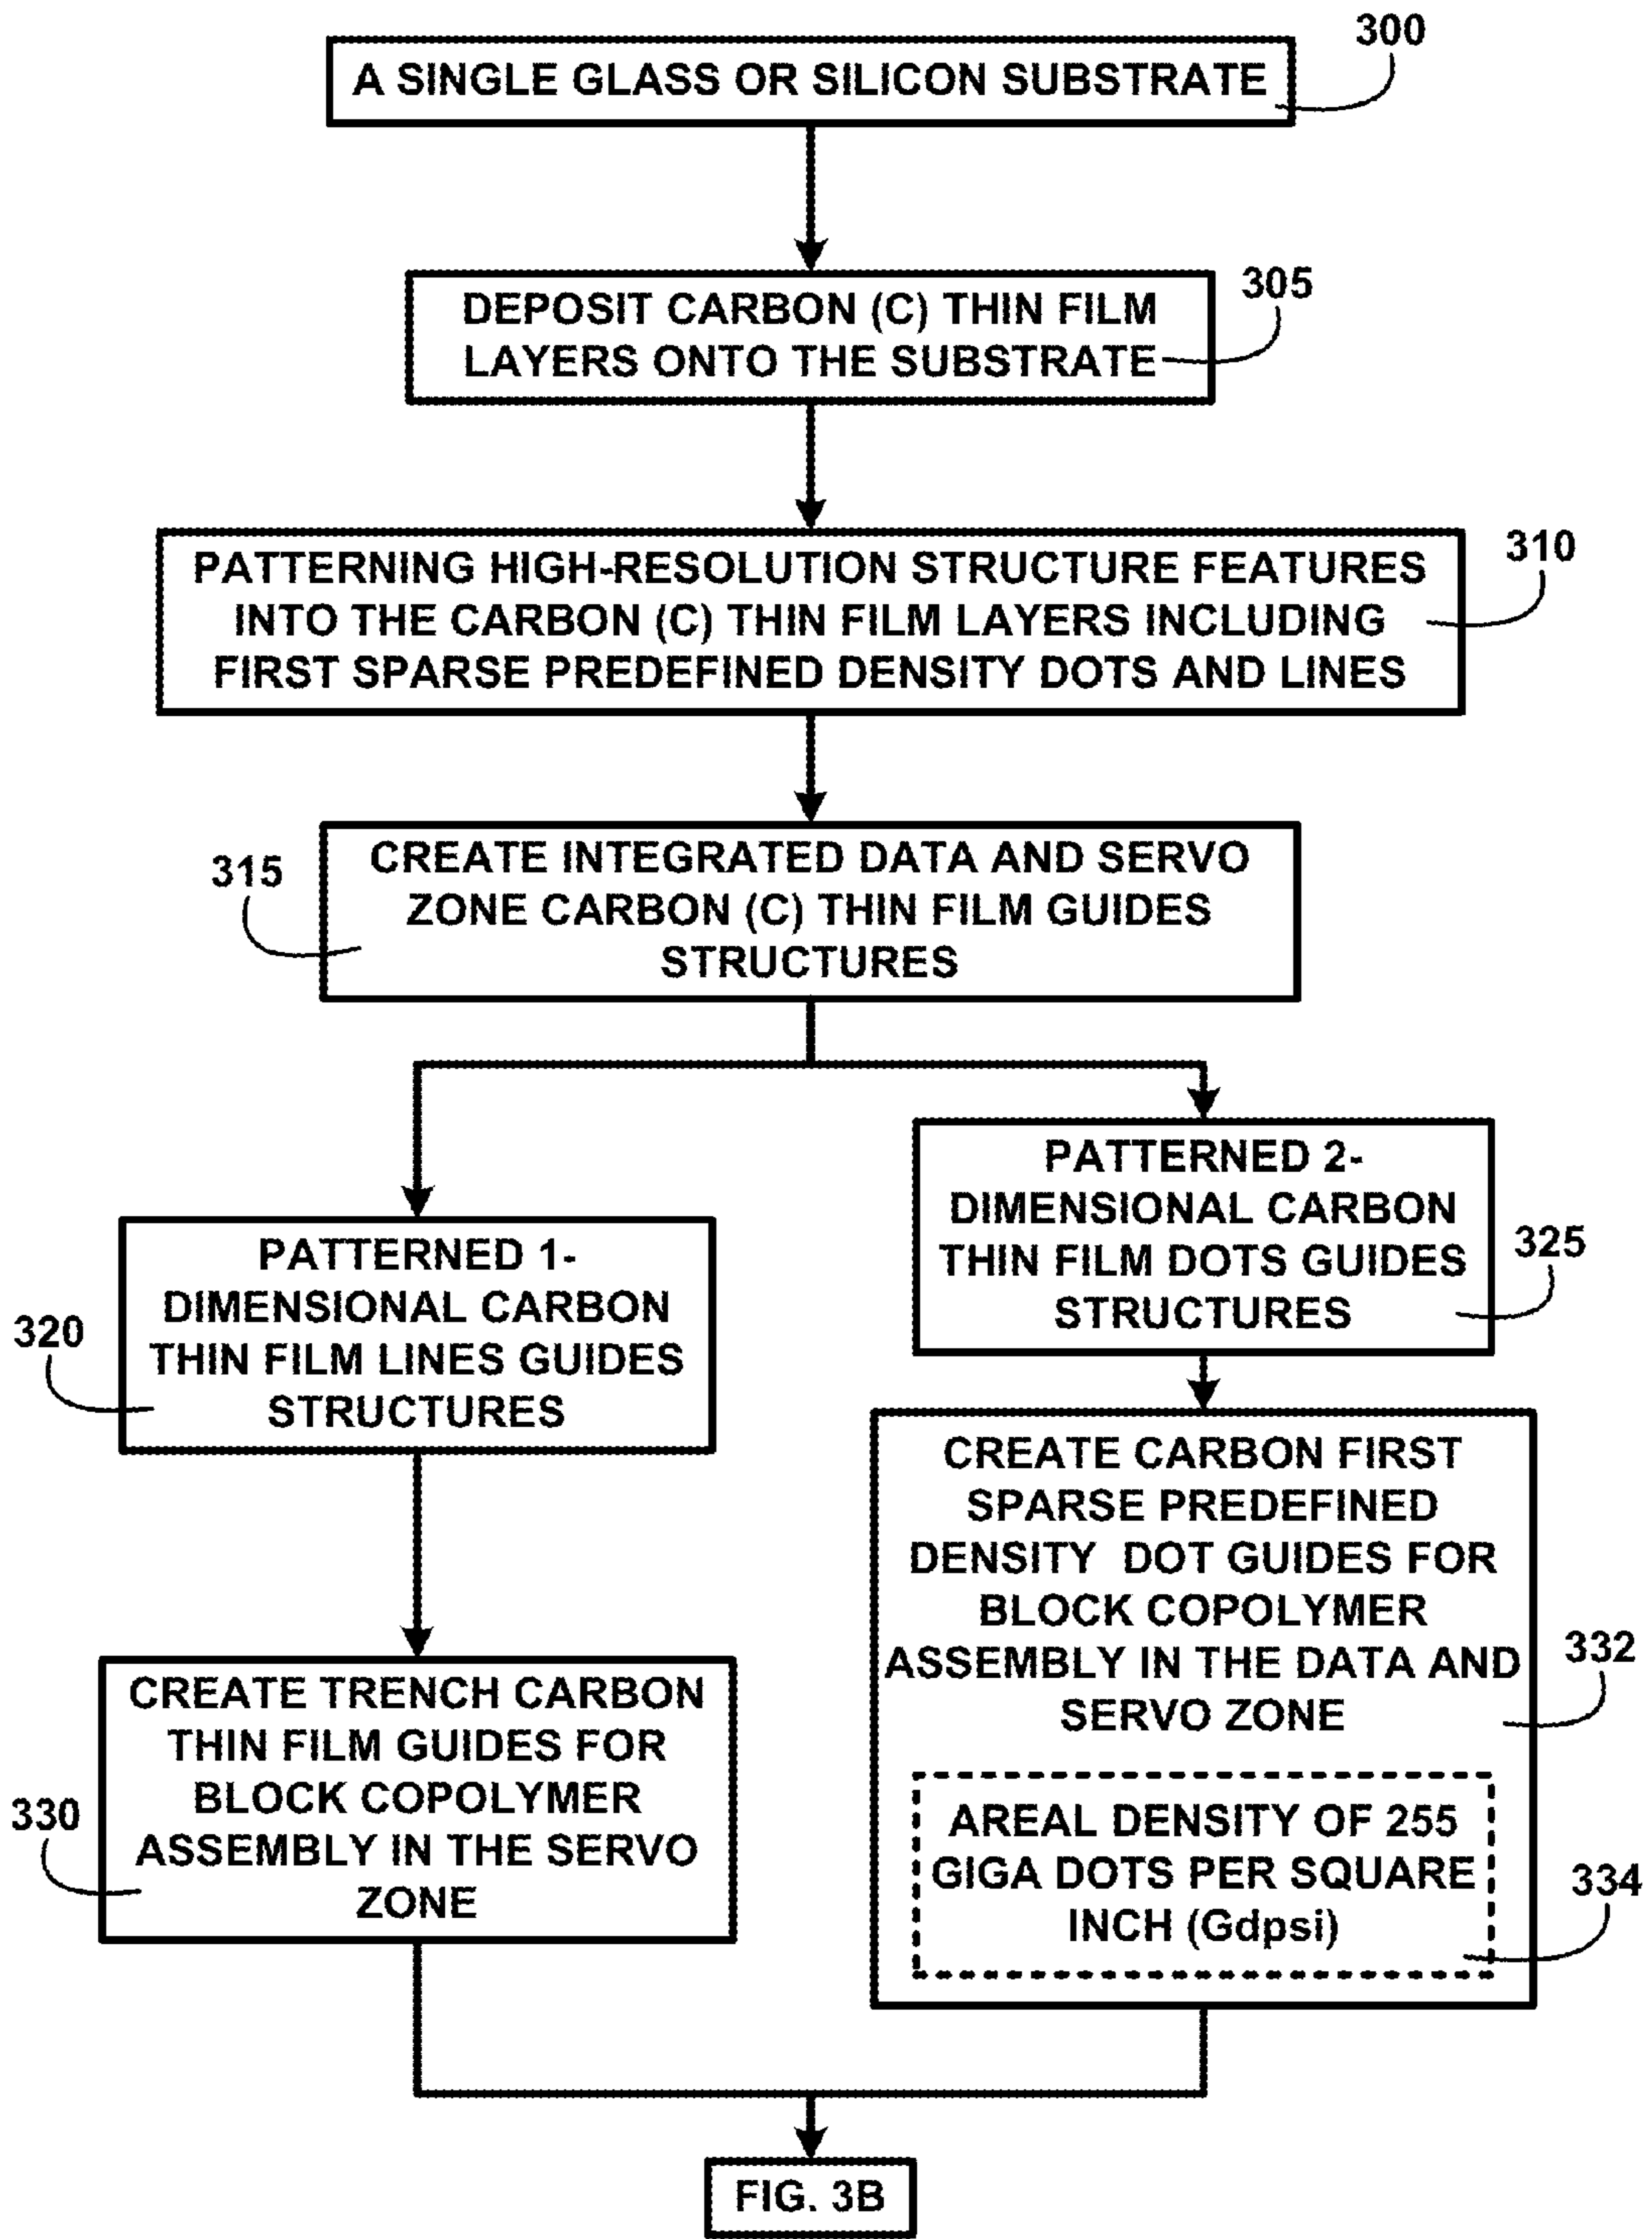 300
A SINGLE GLASS OR SILICON SUBSTRATE
305
DEPOSIT CARBON (C) THIN FILM
LAYERS ONTO THE SUBSTRATE
310
PATTERNING HIGH-RESOLUTION STRUCTURE FEATURES
INTO THE CARBON (C) THIN FILM LAYERS INCLUDING
FIRST SPARSE PREDEFINED DENSITY DOTS AND LINES
315
CREATE INTEGRATED DATA AND SERVO
ZONE CARBON (C) THIN FILM GUIDES
STRUCTURES
320
PATTERNED 1-
DIMENSIONAL CARBON
THIN FILM LINES GUIDES
STRUCTURES
PATTERNED 2-
DIMENSIONAL CARBON
THIN FILM DOTS GUIDES
STRUCTURES
325
330
CREATE TRENCH CARBON
THIN FILM GUIDES FOR
BLOCK COPOLYMER
ASSEMBLY IN THE SERVO
ZONE
CREATE CARBON FIRST
SPARSE PREDEFINED
DENSITY DOT GUIDES FOR
BLOCK COPOLYMER
ASSEMBLY IN THE DATA AND
SERVO ZONE
332
AREAL DENSITY OF 255
GIGA DOTS PER SQUARE
INCH (Gdpsi)
334
FIG. 3B